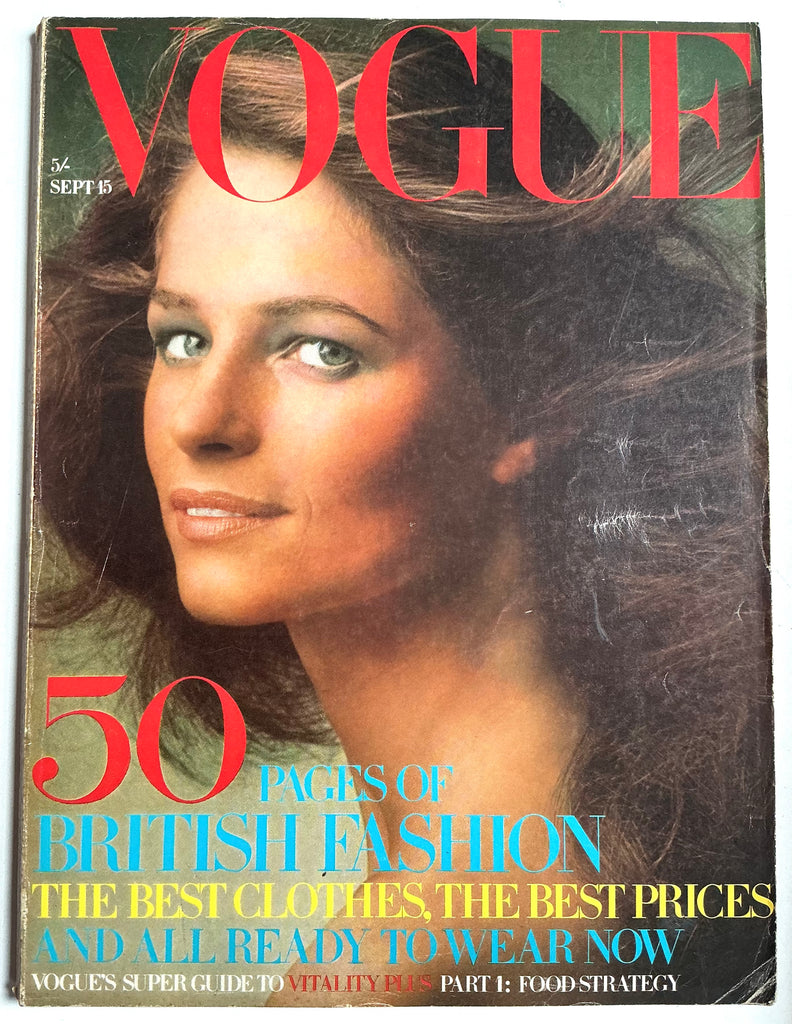 VOGUE
5/-
SEPT 15
50 PAGES OF
BRITISH FASHION
THE BEST CLOTHES, THE BEST PRICES
AND ALL READY TO WEAR NOW
VOGUE'S SUPER GUIDE TO VITALITY PLUS PART 1: FOOD STRATEGY